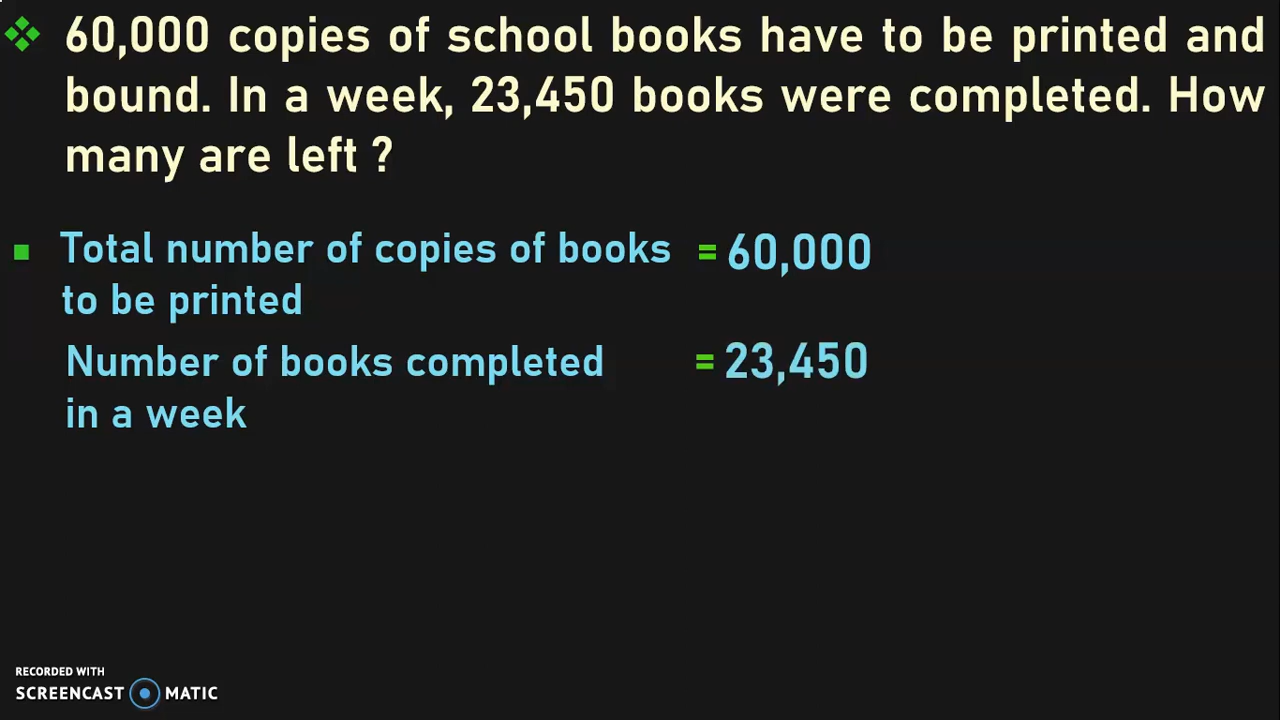 60,000 copies of school books have to be printed and
bound. In a week, 23,450 books were completed. How
many are left ?
Total number of copies of books = 60,000
to be printed
Number of books completed = 23,450
in a week
RECORDED WITH
SCREENCAST MATIC